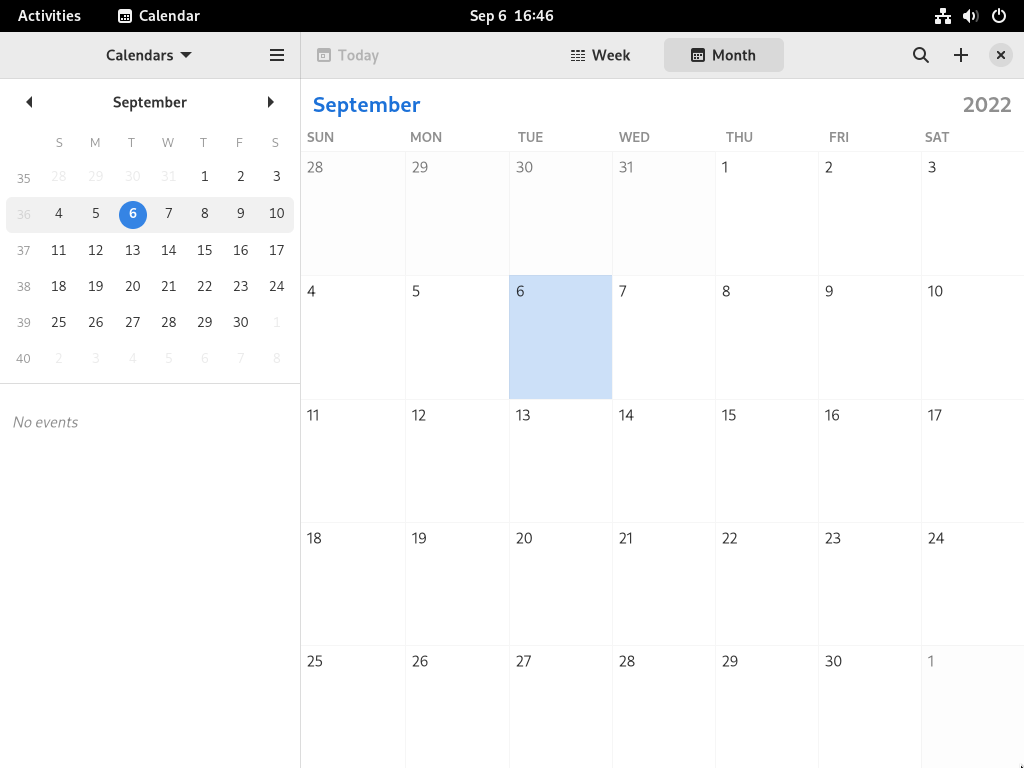 Activities Calendar Sep 6 16:46
Calendars Today Week Month
September
S M T W T F S
35 28 29 30 31 1 2 3
36 4 5 6 7 8 9 10
37 11 12 13 14 15 16 17
38 18 19 20 21 22 23 24
39 25 26 27 28 29 30 1
40 2 3 4 5 6 7 8
No events
September 2022
SUN MON TUE WED THU FRI SAT
28 29 30 31 1 2 3
4 5 6 7 8 9 10
11 12 13 14 15 16 17
18 19 20 21 22 23 24
25 26 27 28 29 30 1